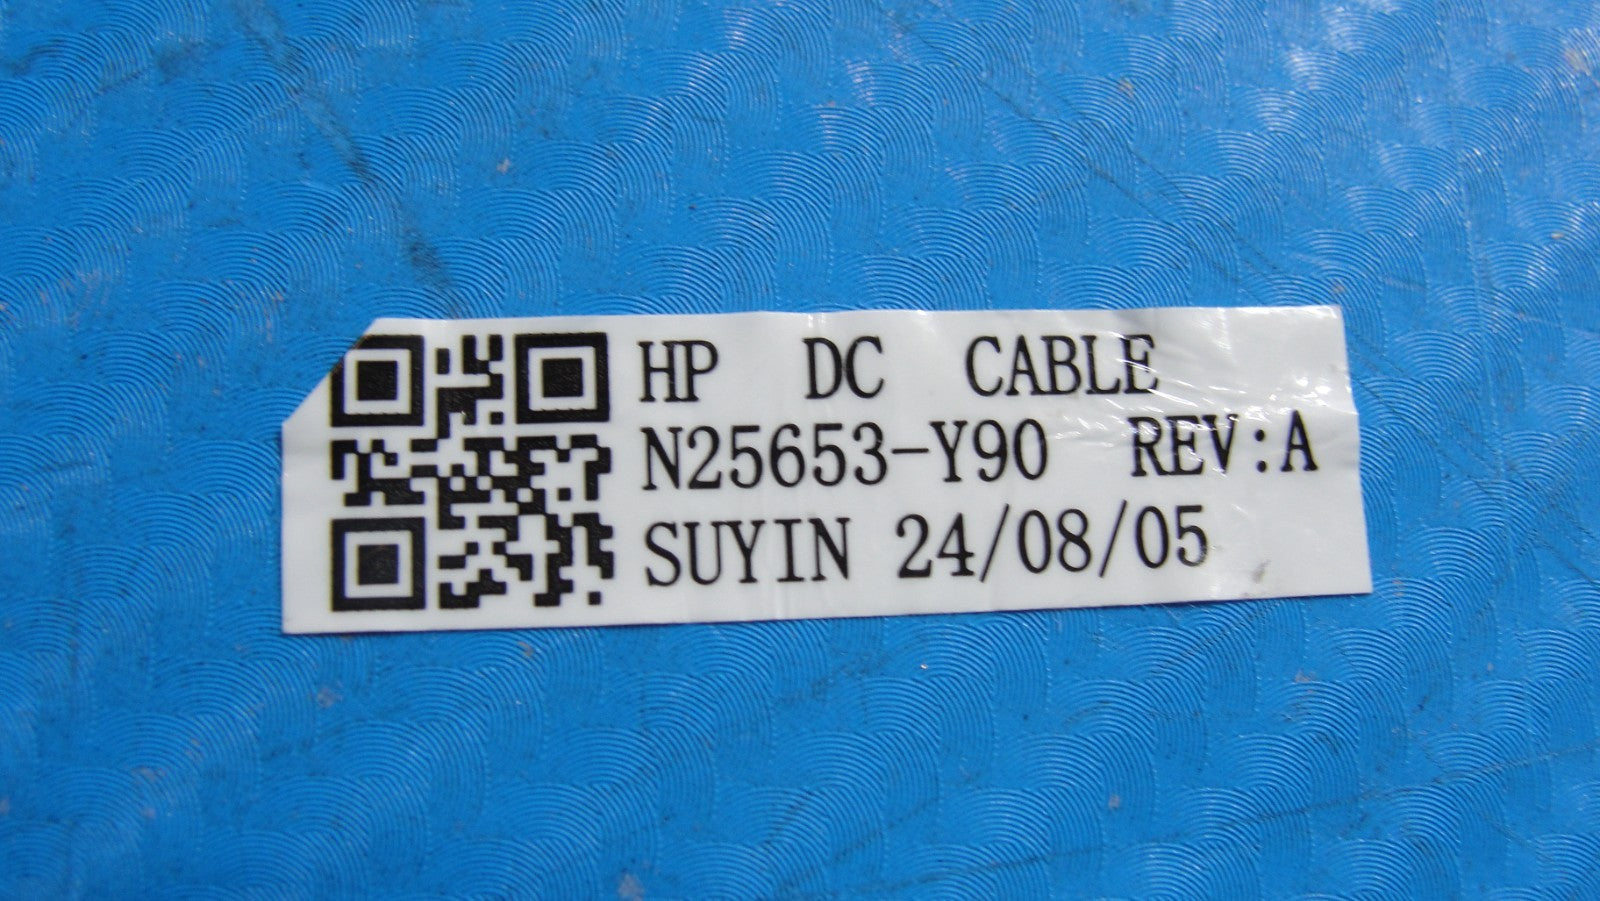 HP DC CABLE
N25653-Y90 REV:A
SUYIN 24/08/05